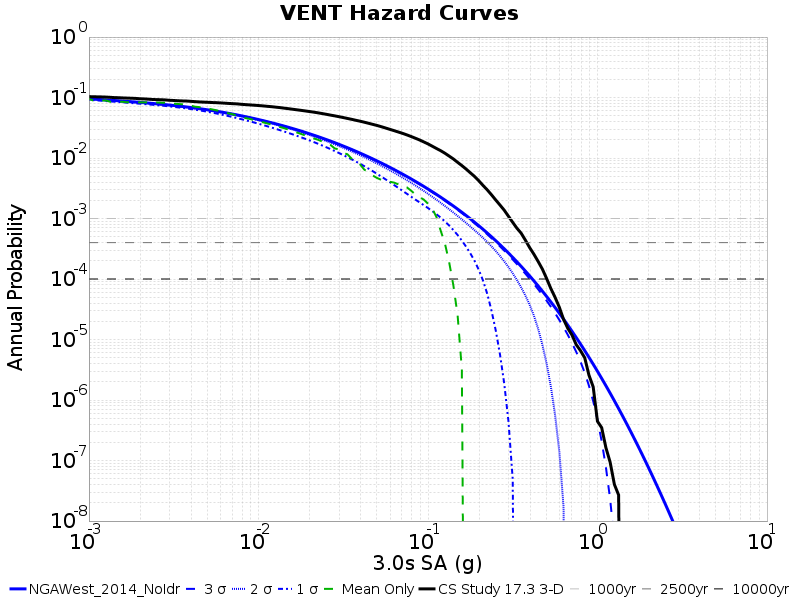 VENT Hazard Curves
10^0
10^-1
10^-2
10^-3
10^-4
10^-5
10^-6
10^-7
10^-8
Annual Probability
10^-3 10^-2 10^-1 10^0 10^1
3.0s SA (g)
NGAWest_2014_NoIdr 3 σ 2 σ 1 σ Mean Only CS Study 17.3 3-D 1000yr 2500yr 10000yr